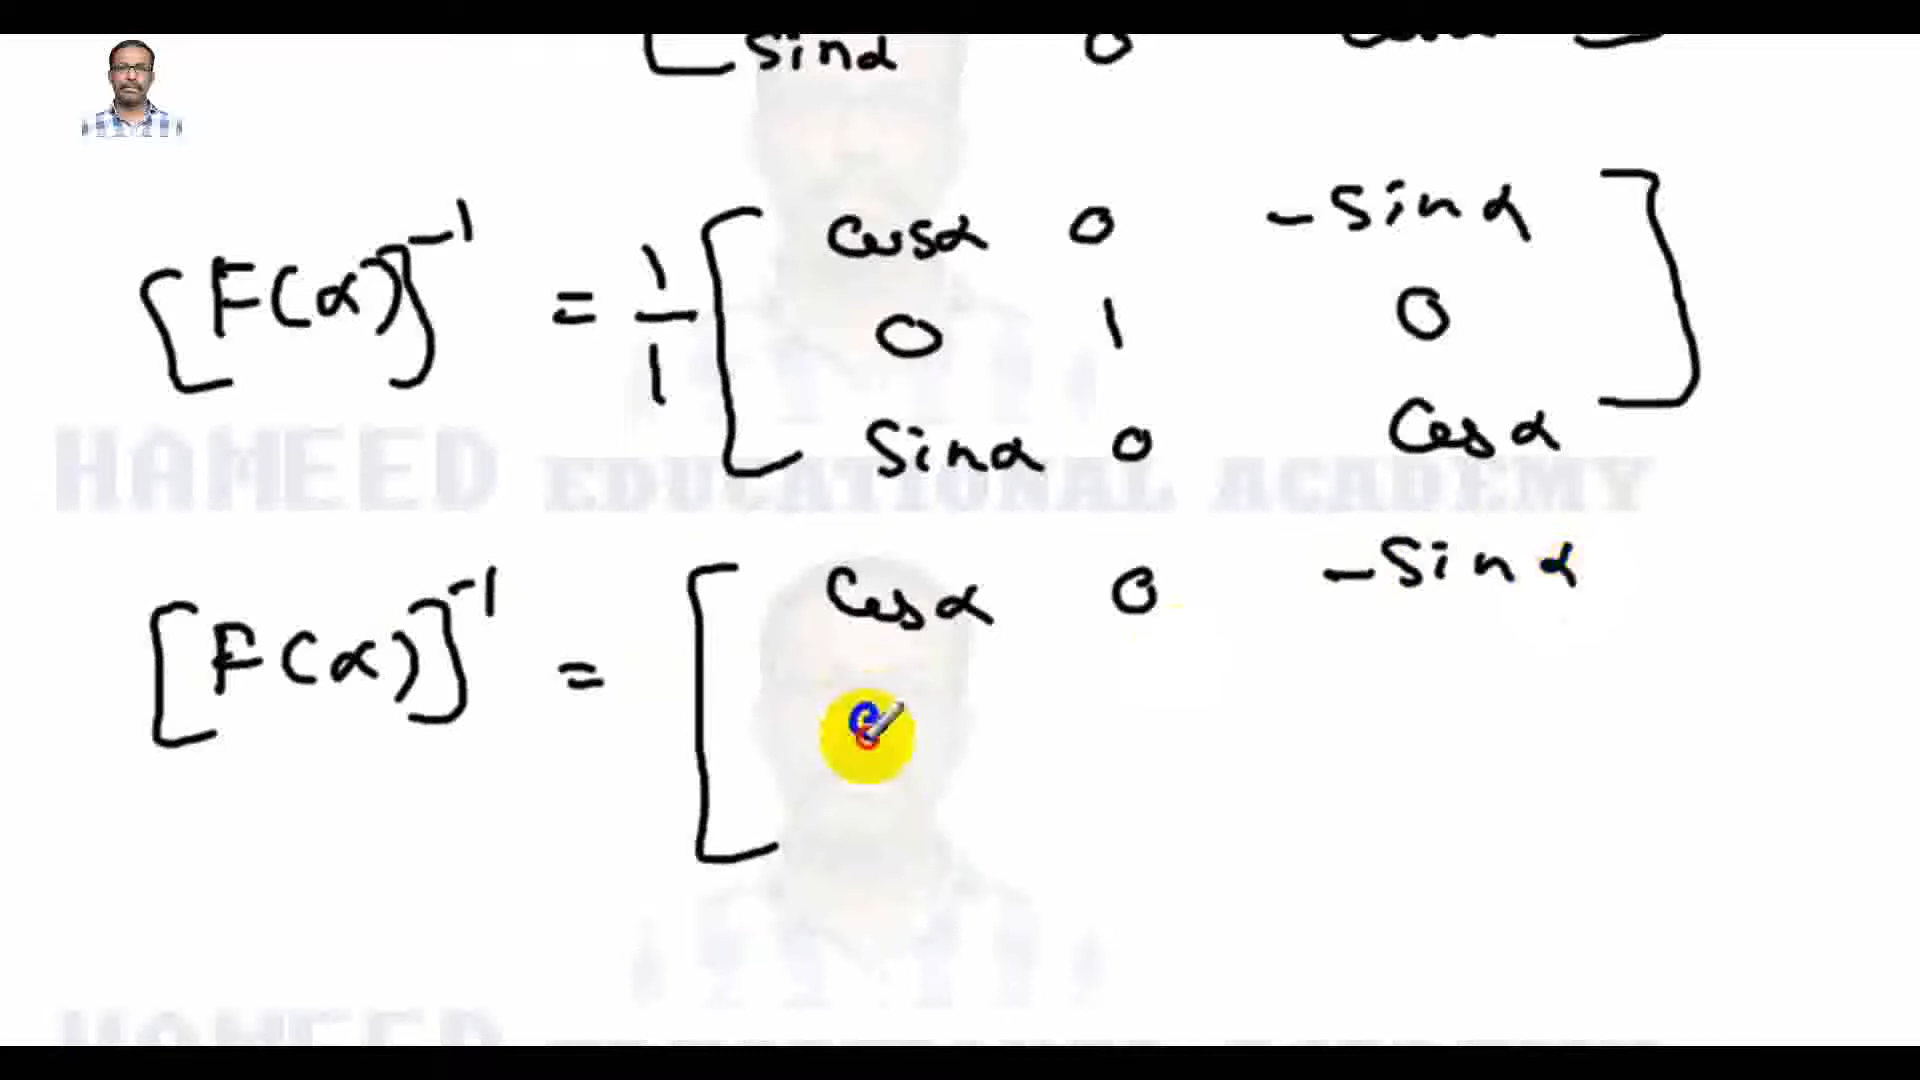 Sinα 0
[F(α)]⁻¹ = 1/1 [ Cosα 0 -Sinα
0 1 0
Sinα 0 Cosα ]
HAMEED EDUCATIONAL ACADEMY
[F(α)]⁻¹ = [ Cosα 0 -Sinα